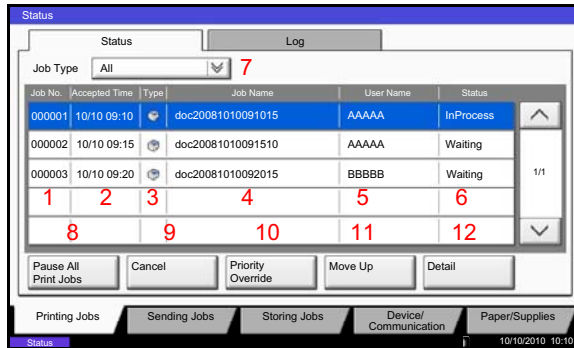 Status
Status Log
Job Type All 7
Job No. Accepted Time Type Job Name User Name Status
000001 10/10 09:10 doc20081010091015 AAAAA InProcess
000002 10/10 09:15 doc20081010091510 AAAAA Waiting
000003 10/10 09:20 doc20081010092015 BBBBB Waiting 1/1
1 2 3 4 5 6
8 9 10 11 12
Pause All Cancel Priority Move Up Detail
Print Jobs Override
Printing Jobs Sending Jobs Storing Jobs Device/ Paper/Supplies
Communication
Status 10/10/2010 10:10